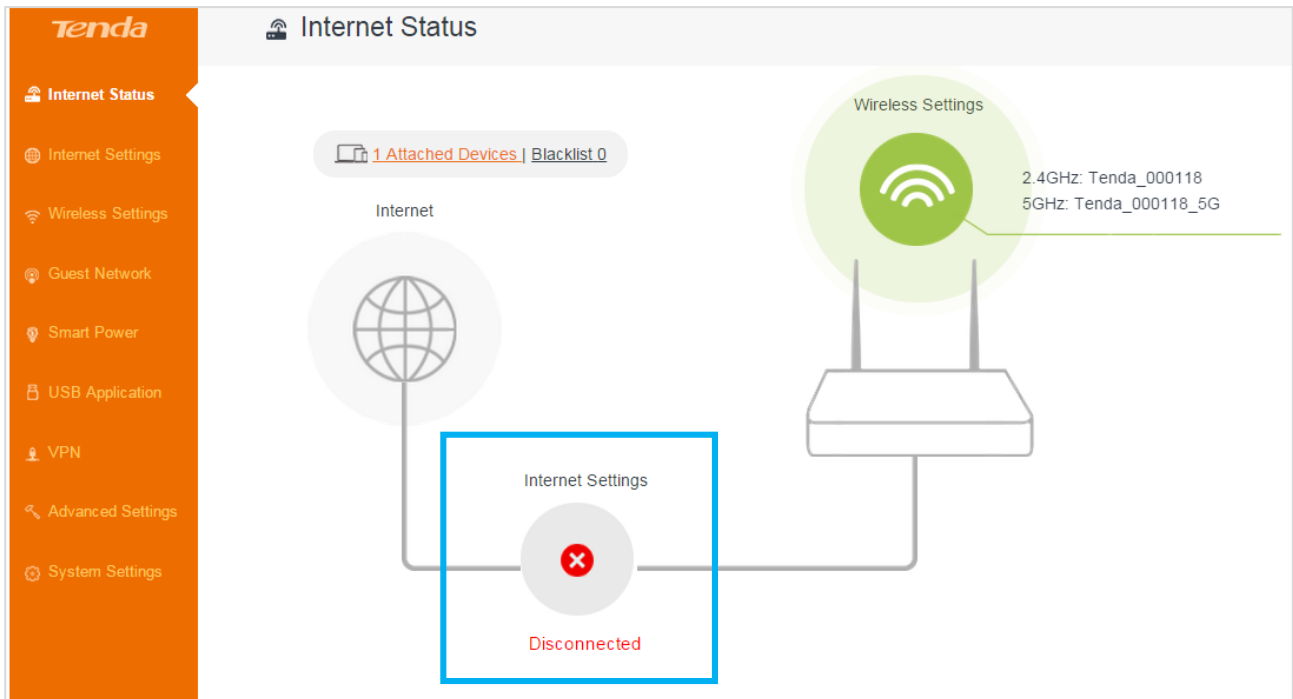 Tenda
Internet Status
Internet Status
Internet Settings
Wireless Settings
Guest Network
Smart Power
USB Application
VPN
Advanced Settings
System Settings
1 Attached Devices | Blacklist 0
Internet
Wireless Settings
2.4GHz: Tenda_000118
5GHz: Tenda_000118_5G
Internet Settings
Disconnected